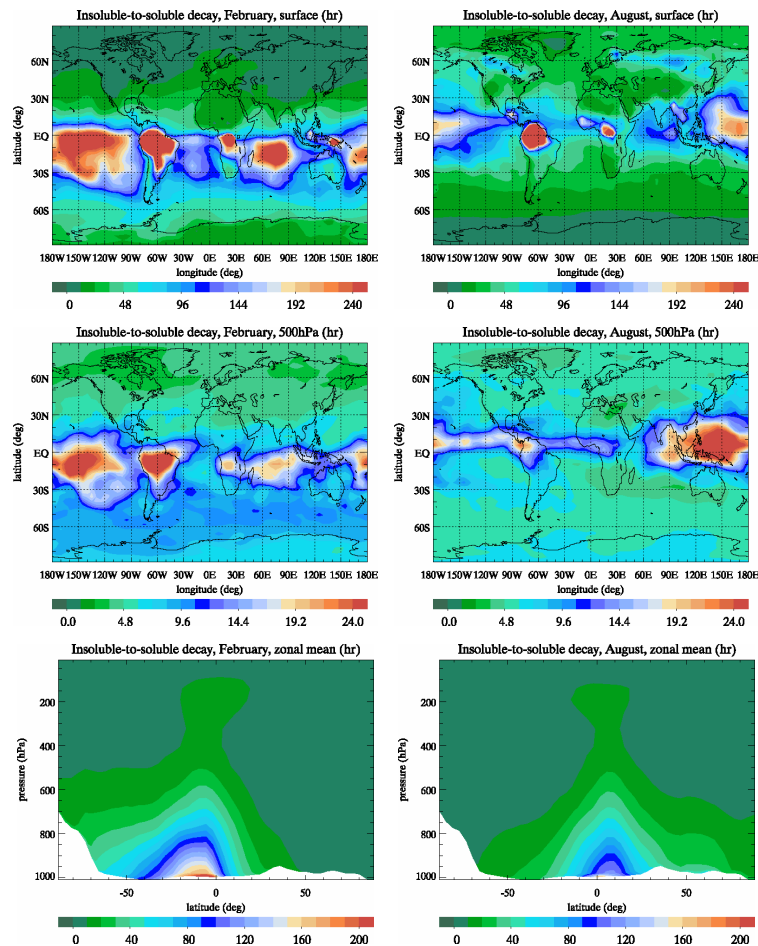 Insoluble-to-soluble decay, February, surface (hr)
60N
30N
EQ
30S
60S
latitude (deg)
180W 150W 120W 90W 60W 30W 0E 30E 60E 90E 120E 150E 180E
longitude (deg)
0 48 96 144 192 240
Insoluble-to-soluble decay, August, surface (hr)
60N
30N
EQ
30S
60S
latitude (deg)
180W 150W 120W 90W 60W 30W 0E 30E 60E 90E 120E 150E 180E
longitude (deg)
0 48 96 144 192 240
Insoluble-to-soluble decay, February, 500hPa (hr)
60N
30N
EQ
30S
60S
latitude (deg)
180W 150W 120W 90W 60W 30W 0E 30E 60E 90E 120E 150E 180E
longitude (deg)
0.0 4.8 9.6 14.4 19.2 24.0
Insoluble-to-soluble decay, August, 500hPa (hr)
60N
30N
EQ
30S
60S
latitude (deg)
180W 150W 120W 90W 60W 30W 0E 30E 60E 90E 120E 150E 180E
longitude (deg)
0.0 4.8 9.6 14.4 19.2 24.0
Insoluble-to-soluble decay, February, zonal mean (hr)
200
400
600
800
1000
pressure (hPa)
-50 0 50
latitude (deg)
0 40 80 120 160 200
Insoluble-to-soluble decay, August, zonal mean (hr)
200
400
600
800
1000
pressure (hPa)
-50 0 50
latitude (deg)
0 40 80 120 160 200